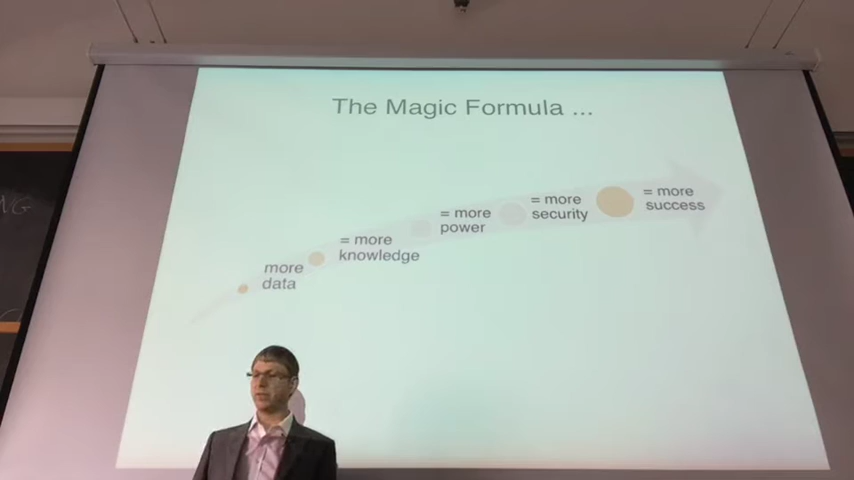 The Magic Formula ...
more
data
= more
knowledge
= more
power
= more
security
= more
success